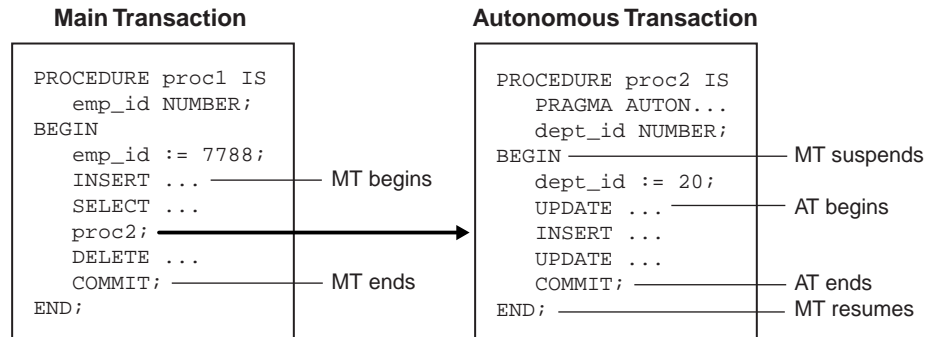 Main Transaction
PROCEDURE proc1 IS
emp_id NUMBER;
BEGIN
emp_id := 7788;
INSERT ...
SELECT ...
proc2;
DELETE ...
COMMIT;
END;
MT begins
MT ends
Autonomous Transaction
PROCEDURE proc2 IS
PRAGMA AUTON...
dept_id NUMBER;
BEGIN
dept_id := 20;
UPDATE ...
INSERT ...
UPDATE ...
COMMIT;
END;
MT suspends
AT begins
AT ends
MT resumes